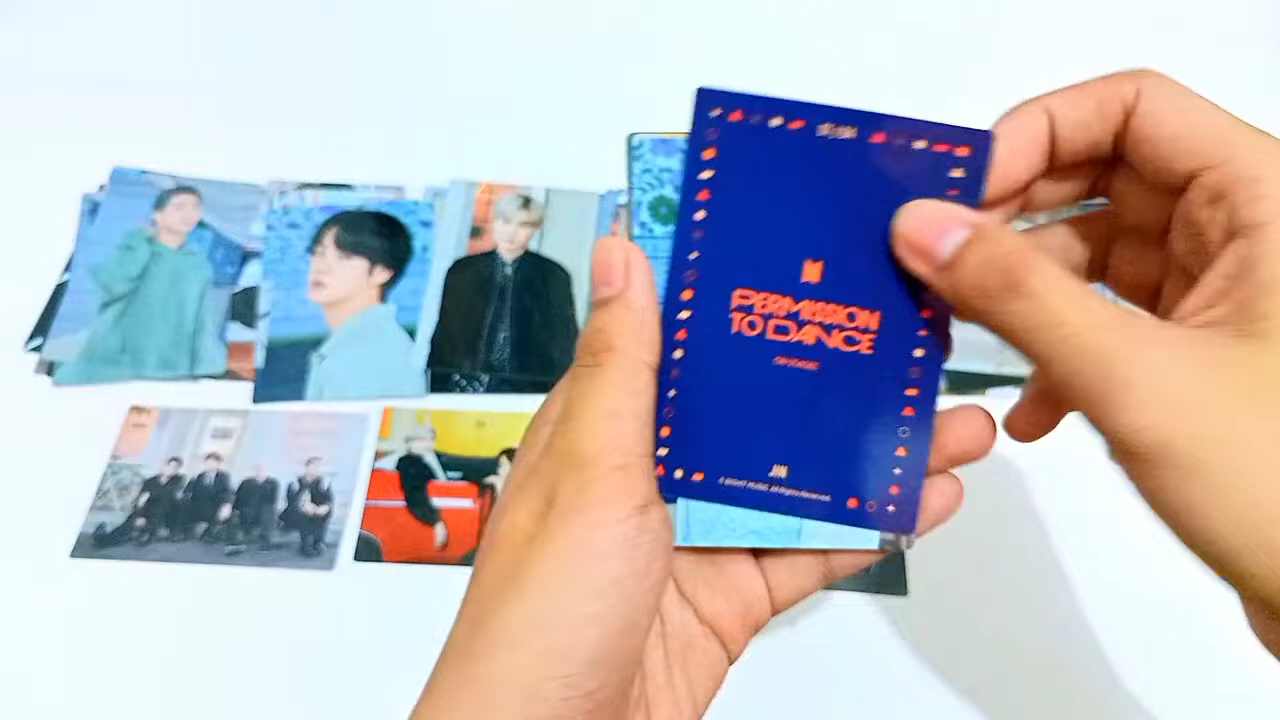 PERMISSION
TO DANCE
ON STAGE
JIN
© BIGHIT MUSIC. All Rights Reserved.